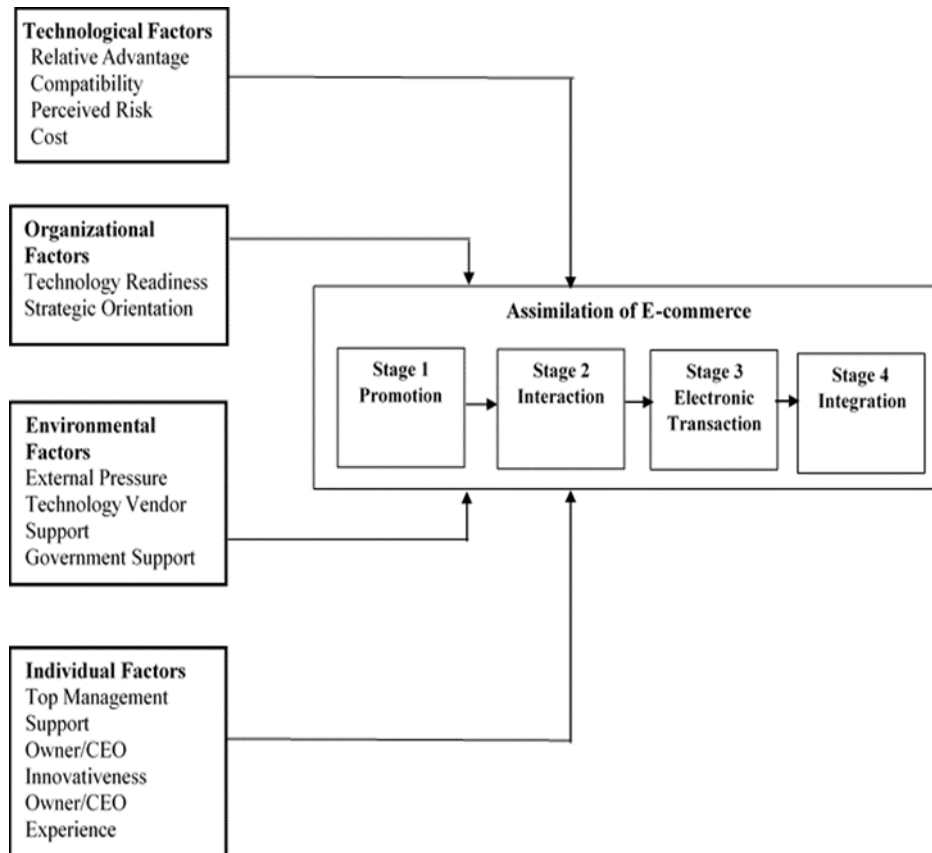 Technological Factors
Relative Advantage
Compatibility
Perceived Risk
Cost
Organizational
Factors
Technology Readiness
Strategic Orientation
Environmental
Factors
External Pressure
Technology Vendor
Support
Government Support
Individual Factors
Top Management
Support
Owner/CEO
Innovativeness
Owner/CEO
Experience
Assimilation of E-commerce
Stage 1
Promotion
Stage 2
Interaction
Stage 3
Electronic
Transaction
Stage 4
Integration